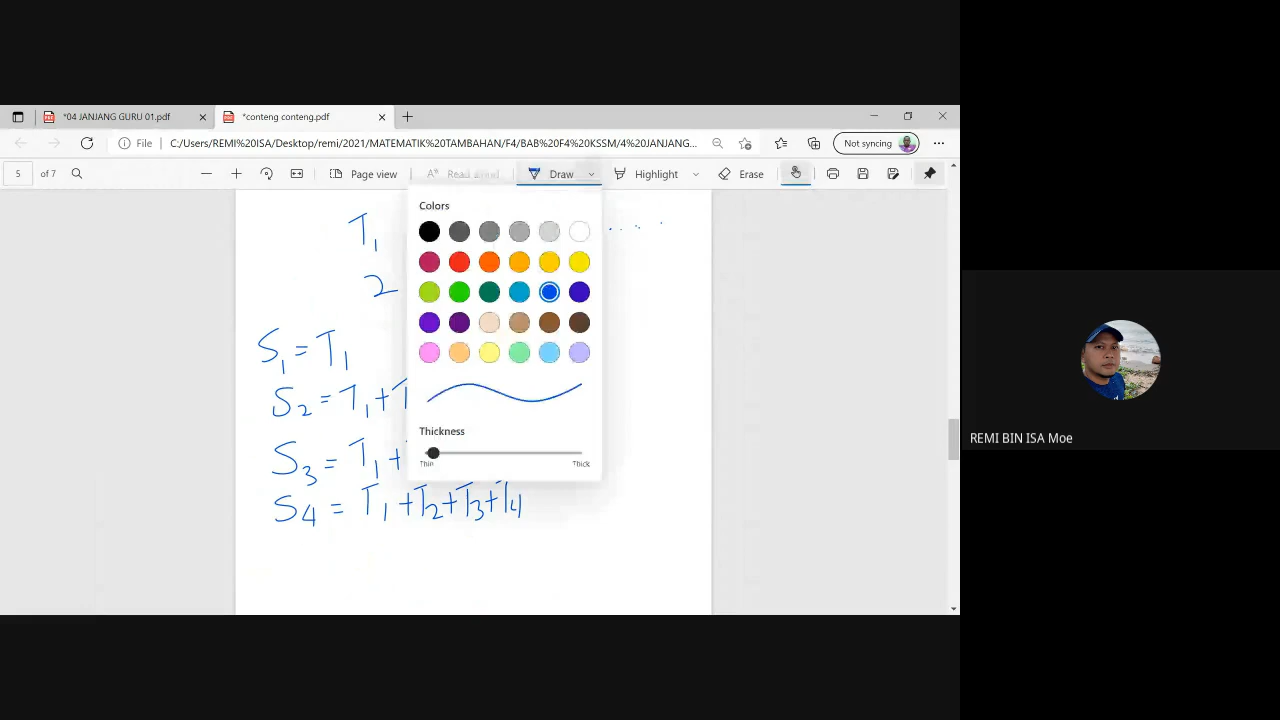 *04 JANJANG GURU 01.pdf
*conteng conteng.pdf
File
C:/Users/REMI%20ISA/Desktop/remi/2021/MATEMATIK%20TAMBAHAN/F4/BAB%20F4%20KSSM/4%20JANJANG...
Not syncing
5 of 7
Page view
Read aloud
Draw
Highlight
Erase
Colors
T₁ ....
2
S₁ = T₁
S₂ = T₁ + T
S₃ = T₁ +
Thickness
Thin Thick
S₄ = T₁ + T₂ + T₃ + T₄
REMI BIN ISA Moe